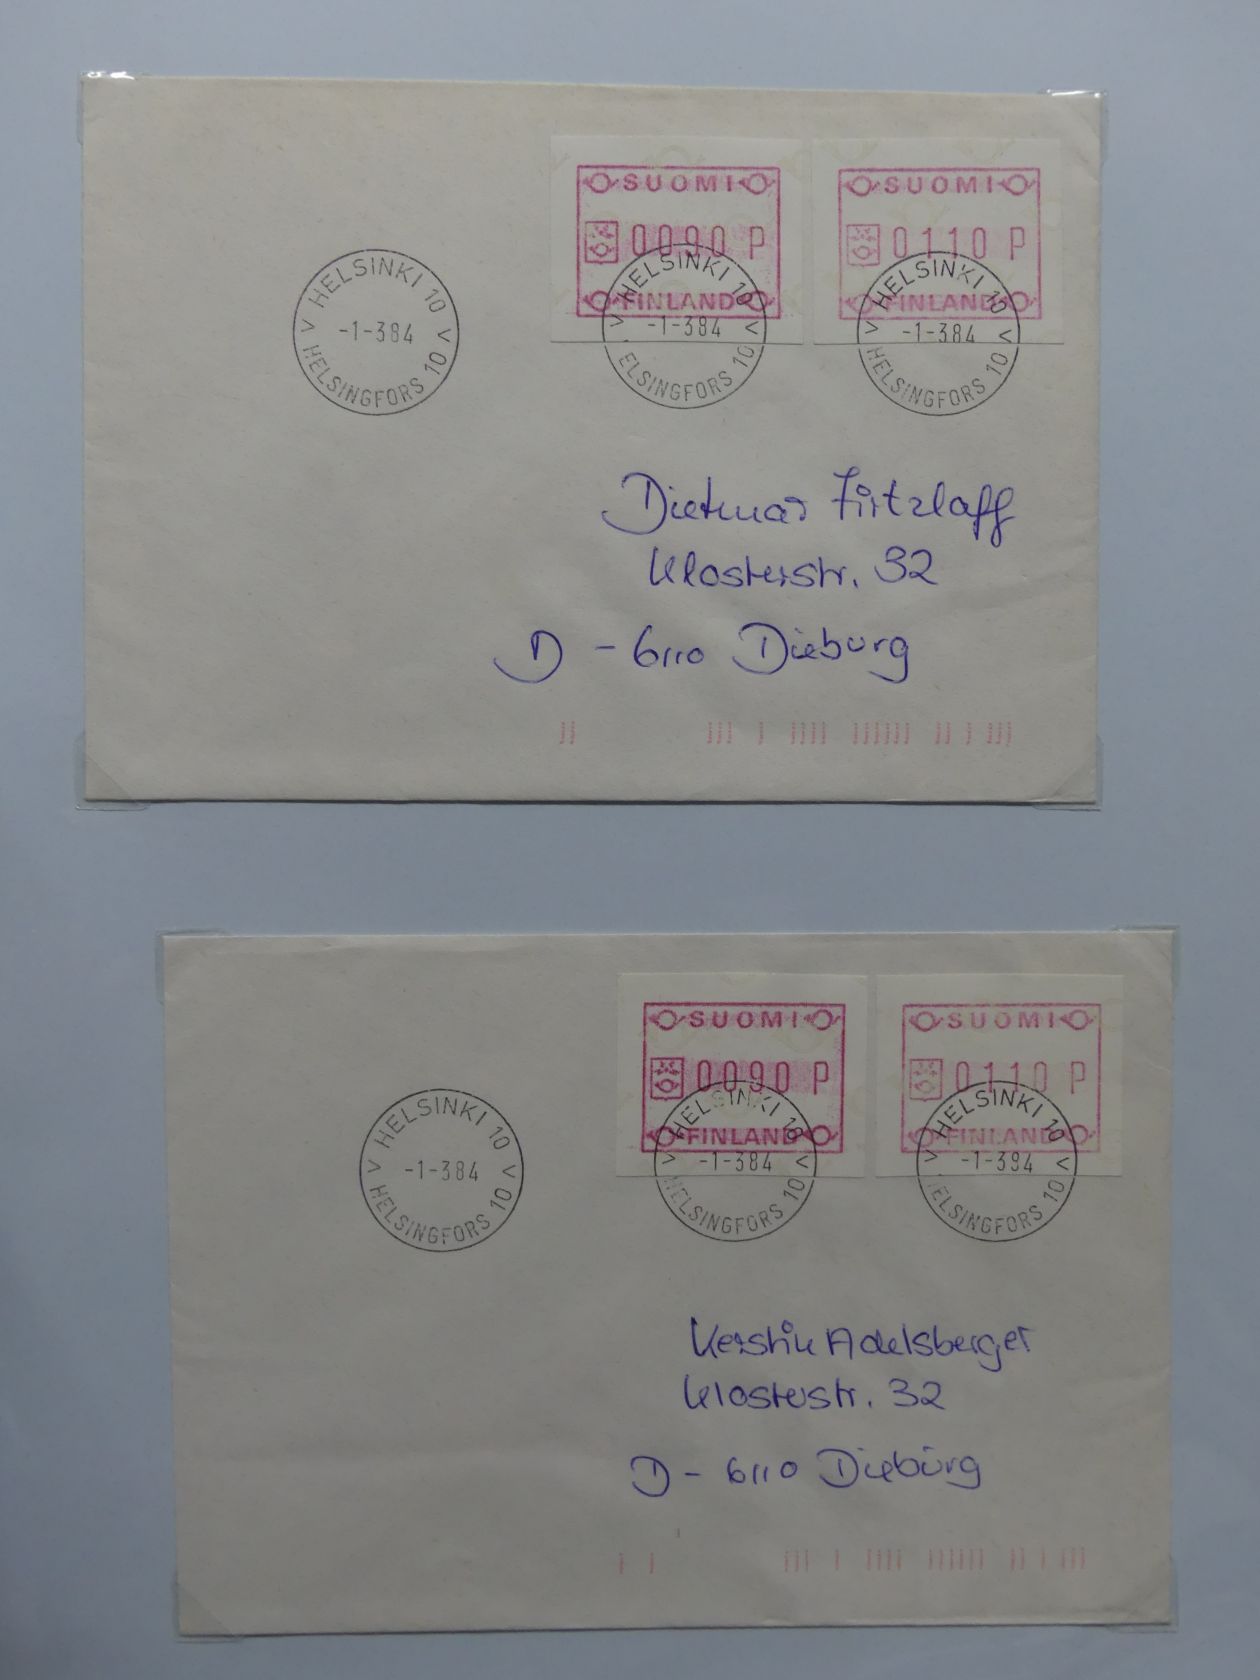 SUOMI
0090 P
FINLAND
SUOMI
0110 P
FINLAND
HELSINKI 10
-1-384
HELSINGFORS 10
HELSINKI 10
-1-384
ELSINGFORS 10
HELSINKI 10
-1-384
HELSINGFORS 10
Dietmar Firtzlaff
Klosterstr. 32
D - 6110 Dieburg
SUOMI
0090 P
FINLAND
SUOMI
0110 P
FINLAND
HELSINKI 10
-1-384
HELSINGFORS 10
HELSINKI 10
-1-384
HELSINGFORS 10
HELSINKI 10
-1-384
HELSINGFORS 10
Kerstin Adelsberger
Klosterstr. 32
D - 6110 Dieburg